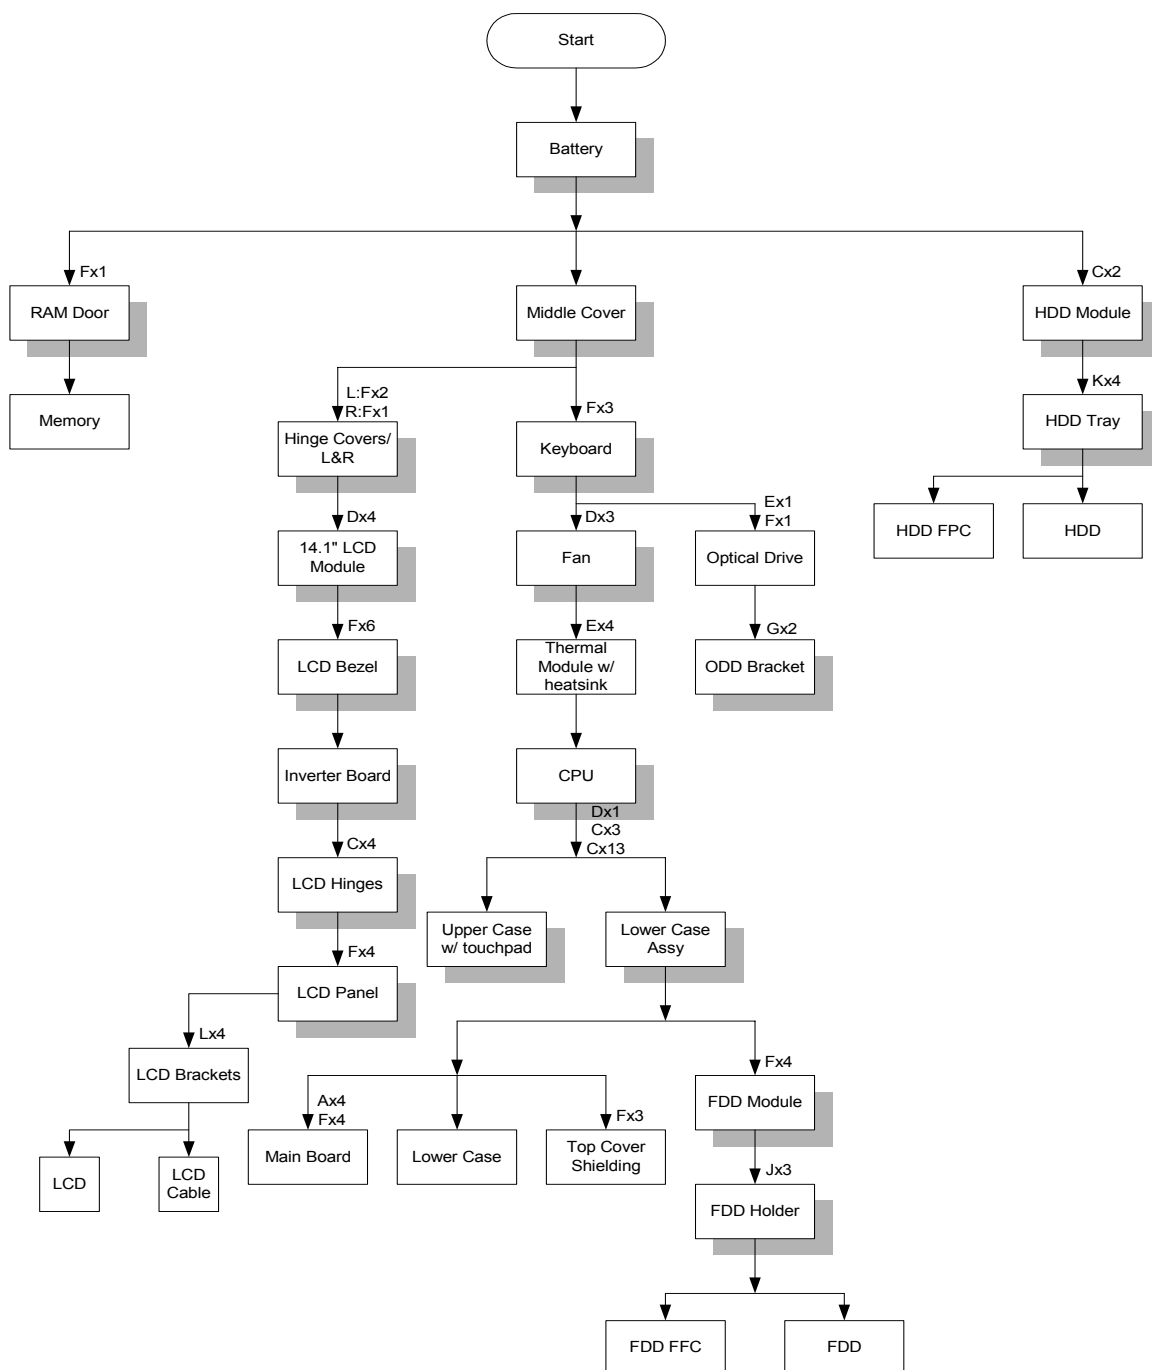 Start
Battery
Fx1
Cx2
RAM Door
Middle Cover
HDD Module
L:Fx2
R:Fx1
Fx3
Kx4
Memory
Hinge Covers/
L&R
Keyboard
HDD Tray
Dx4
Dx3
Ex1
Fx1
14.1" LCD
Module
Fan
Optical Drive
HDD FPC
HDD
Fx6
Ex4
Gx2
LCD Bezel
Thermal
Module w/
heatsink
ODD Bracket
Inverter Board
CPU
Dx1
Cx3
Cx13
Cx4
LCD Hinges
Upper Case
w/ touchpad
Lower Case
Assy
Fx4
LCD Panel
Lx4
Fx4
LCD Brackets
Ax4
Fx4
Fx3
FDD Module
Main Board
Lower Case
Top Cover
Shielding
Jx3
LCD
LCD
Cable
FDD Holder
FDD FFC
FDD